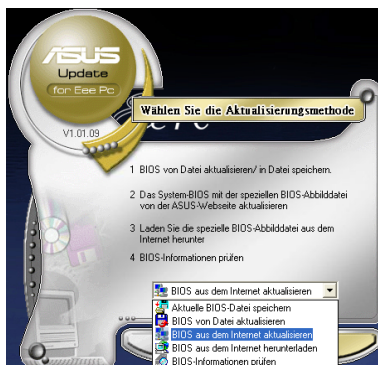 ASUS
Update
for Eee Pc
V1.01.09
Wählen Sie die Aktualisierungsmethode
1 BIOS von Datei aktualisieren/ in Datei speichern.
2 Das System-BIOS mit der speziellen BIOS-Abbilddatei
von der ASUS-Webseite aktualisieren
3 Laden Sie die spezielle BIOS-Abbilddatei aus dem
Internet herunter
4 BIOS-Informationen prüfen
BIOS aus dem Internet aktualisieren
Aktuelle BIOS-Datei speichern
BIOS von Datei aktualisieren
BIOS aus dem Internet aktualisieren
BIOS aus dem Internet herunterladen
BIOS-Informationen prüfen